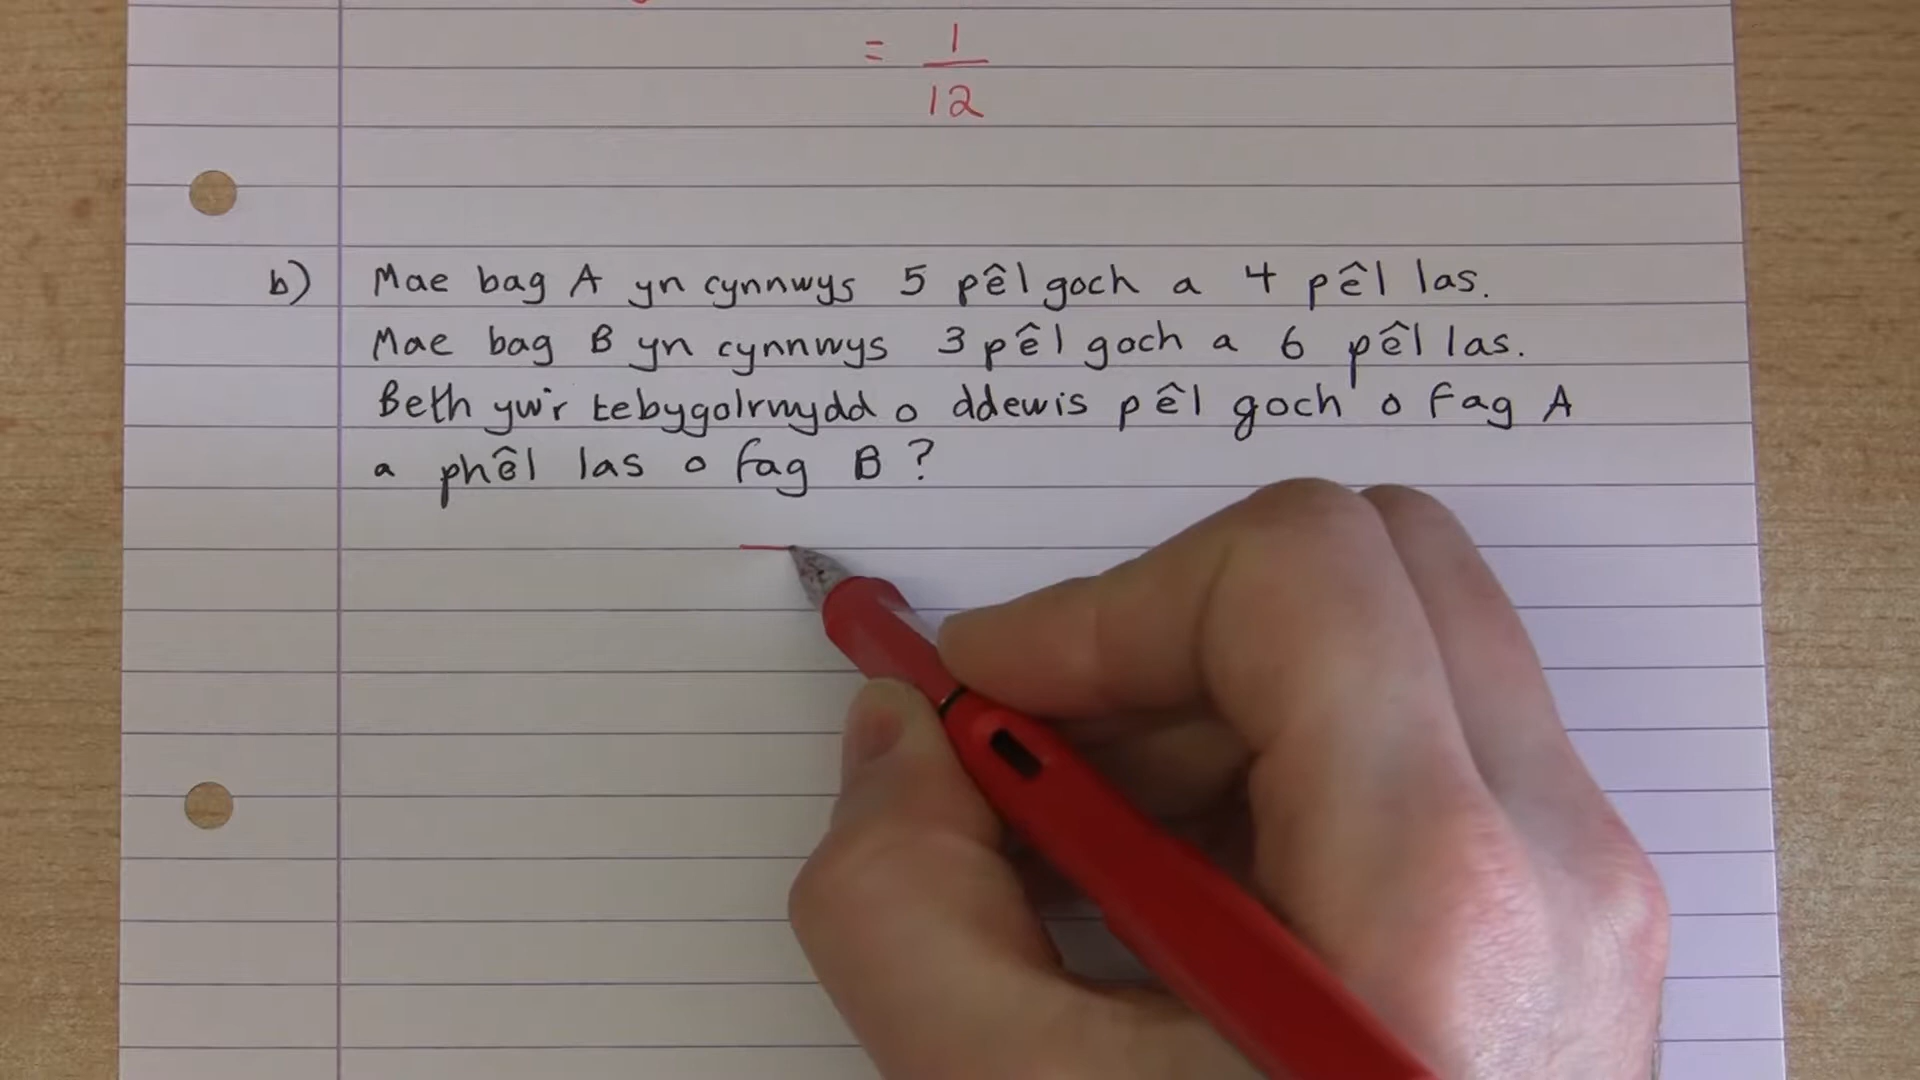 = 1/12
b) Mae bag A yn cynnwys 5 pêl goch a 4 pêl las.
Mae bag B yn cynnwys 3 pêl goch a 6 pêl las.
Beth yw'r tebygolrwydd o ddewis pêl goch o fag A
a phêl las o fag B?